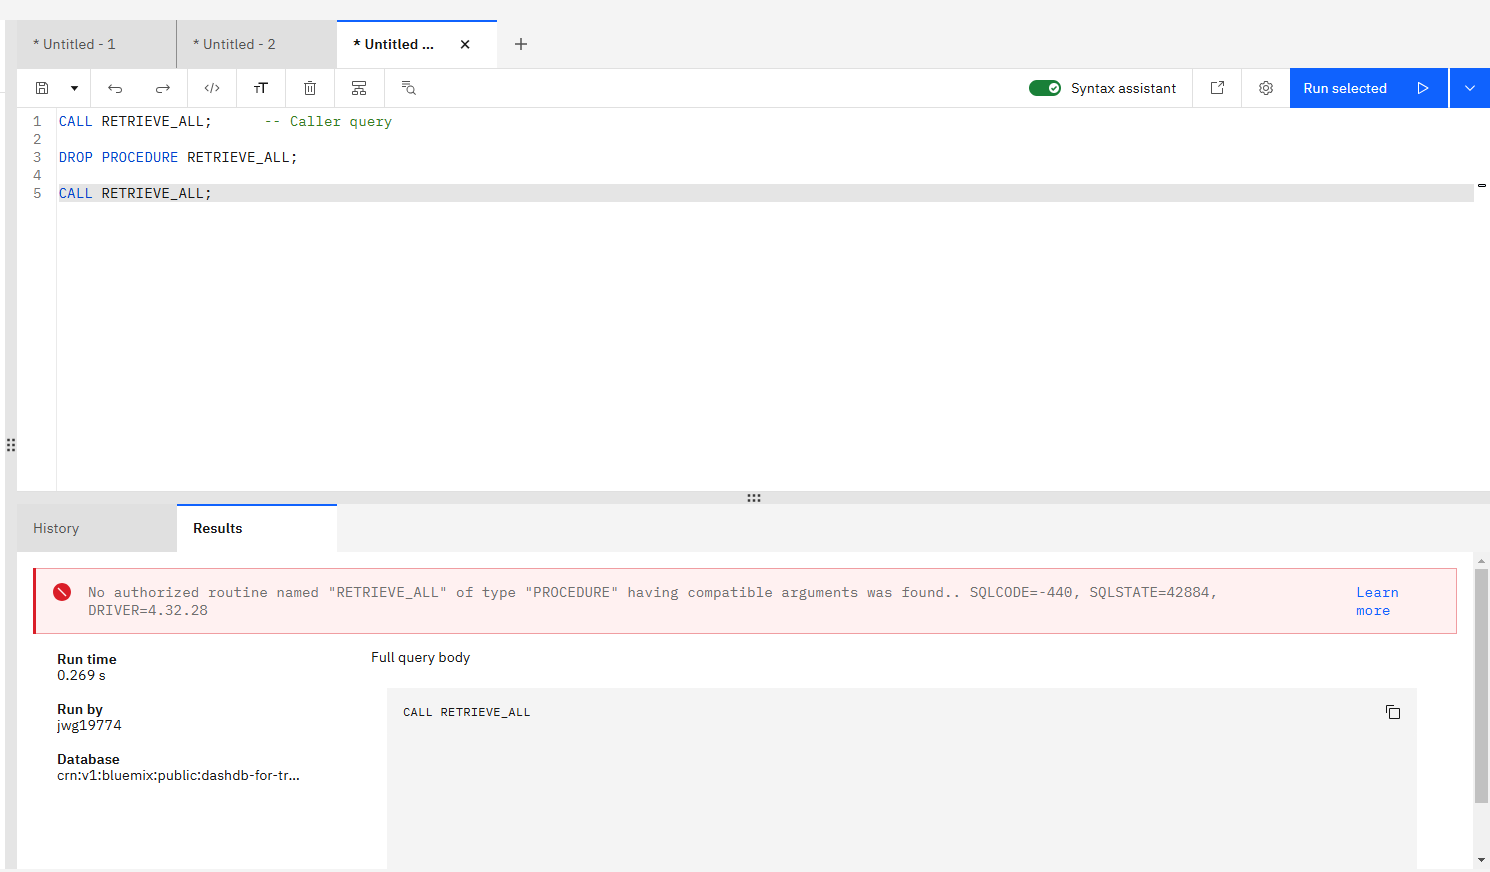 * Untitled - 1
* Untitled - 2
* Untitled ...
Syntax assistant
Run selected
1 CALL RETRIEVE_ALL; -- Caller query
2
3 DROP PROCEDURE RETRIEVE_ALL;
4
5 CALL RETRIEVE_ALL;
History
Results
No authorized routine named "RETRIEVE_ALL" of type "PROCEDURE" having compatible arguments was found.. SQLCODE=-440, SQLSTATE=42884,
DRIVER=4.32.28
Learn
more
Run time
0.269 s
Run by
jwg19774
Database
crn:v1:bluemix:public:dashdb-for-tr...
Full query body
CALL RETRIEVE_ALL